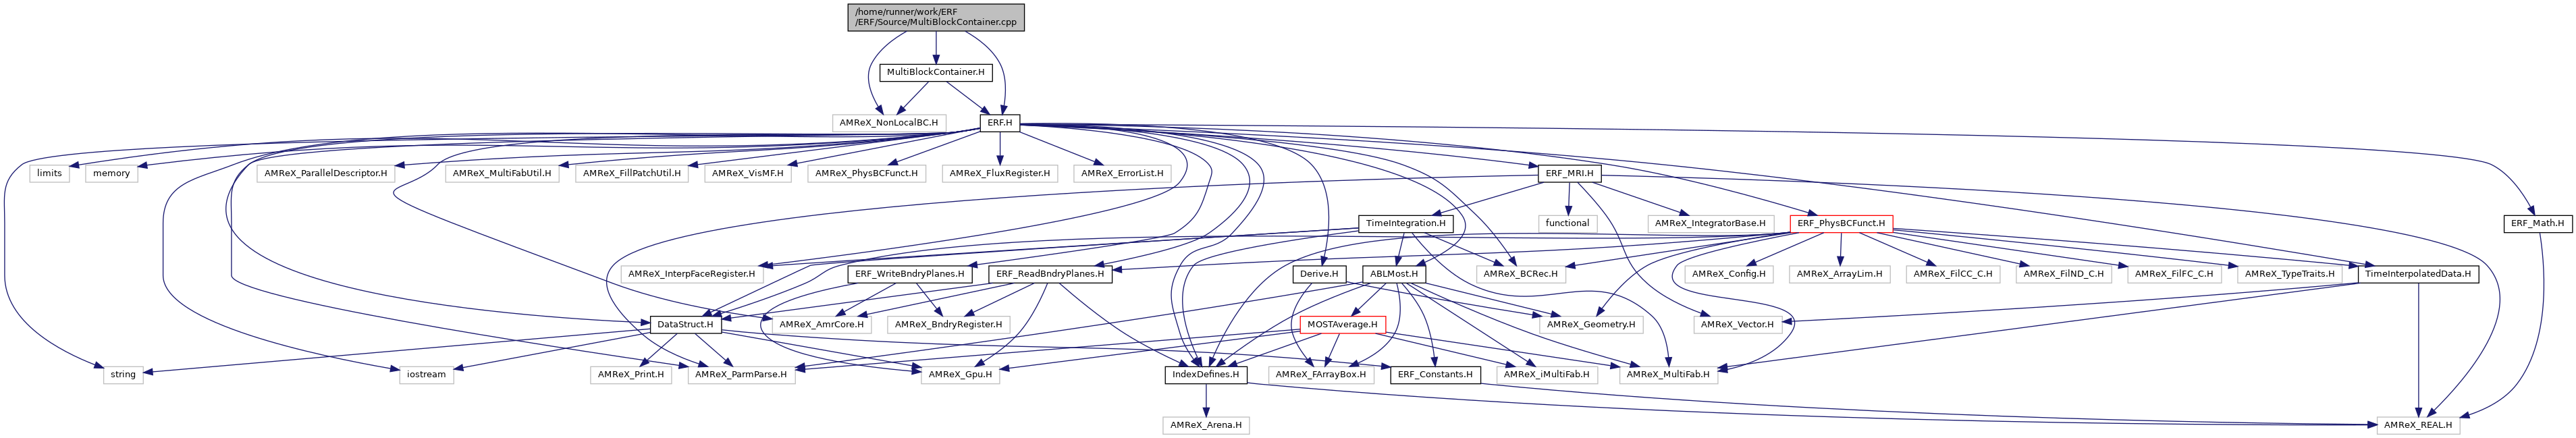 /home/runner/work/ERF
/ERF/Source/MultiBlockContainer.cpp
MultiBlockContainer.H
AMReX_NonLocalBC.H
ERF.H
limits
memory
AMReX_ParallelDescriptor.H
AMReX_MultiFabUtil.H
AMReX_FillPatchUtil.H
AMReX_VisMF.H
AMReX_PhysBCFunct.H
AMReX_FluxRegister.H
AMReX_ErrorList.H
ERF_MRI.H
TimeIntegration.H
functional
AMReX_IntegratorBase.H
ERF_PhysBCFunct.H
ERF_Math.H
AMReX_InterpFaceRegister.H
ERF_WriteBndryPlanes.H
ERF_ReadBndryPlanes.H
Derive.H
ABLMost.H
AMReX_BCRec.H
AMReX_Config.H
AMReX_ArrayLim.H
AMReX_FilCC_C.H
AMReX_FilND_C.H
AMReX_FilFC_C.H
AMReX_TypeTraits.H
TimeInterpolatedData.H
DataStruct.H
AMReX_AmrCore.H
AMReX_BndryRegister.H
MOSTAverage.H
AMReX_Geometry.H
AMReX_Vector.H
string
iostream
AMReX_Print.H
AMReX_ParmParse.H
AMReX_Gpu.H
IndexDefines.H
AMReX_FArrayBox.H
ERF_Constants.H
AMReX_iMultiFab.H
AMReX_MultiFab.H
AMReX_Arena.H
AMReX_REAL.H